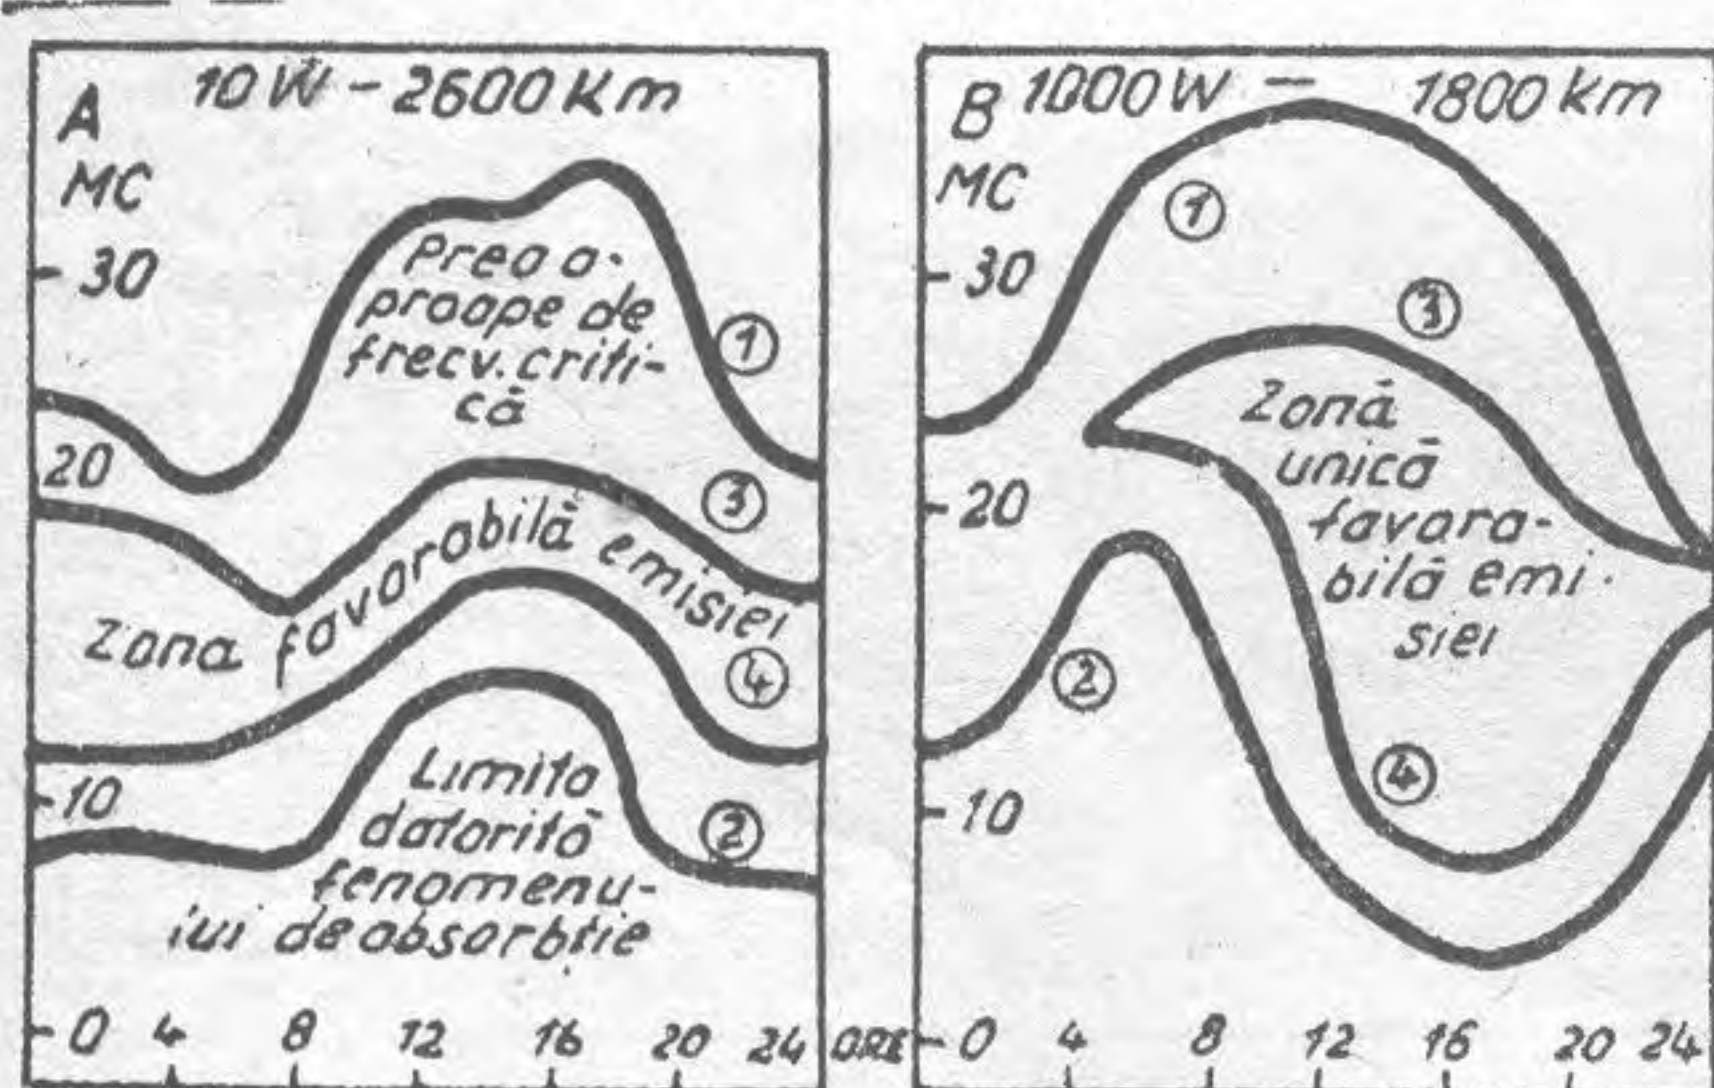 A 10 W - 2600 Km
MC
30
Prea a-
proape de
frecv. criti-
că
1
20
3
Zona favorabilă emisiei
4
10
Limita
datorită
fenomenu-
lui de absorbție
2
0 4 8 12 16 20 24 ORE
B 1000 W — 1800 km
MC
1
30
3
Zonă
unică
favora-
bilă emi-
siei
20
2
4
10
0 4 8 12 16 20 24